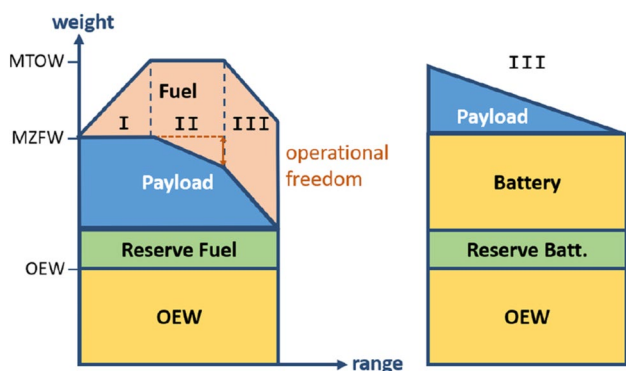 weight
MTOW
MZFW
OEW
Fuel
I II III
operational
freedom
Payload
Reserve Fuel
OEW
range
III
Payload
Battery
Reserve Batt.
OEW